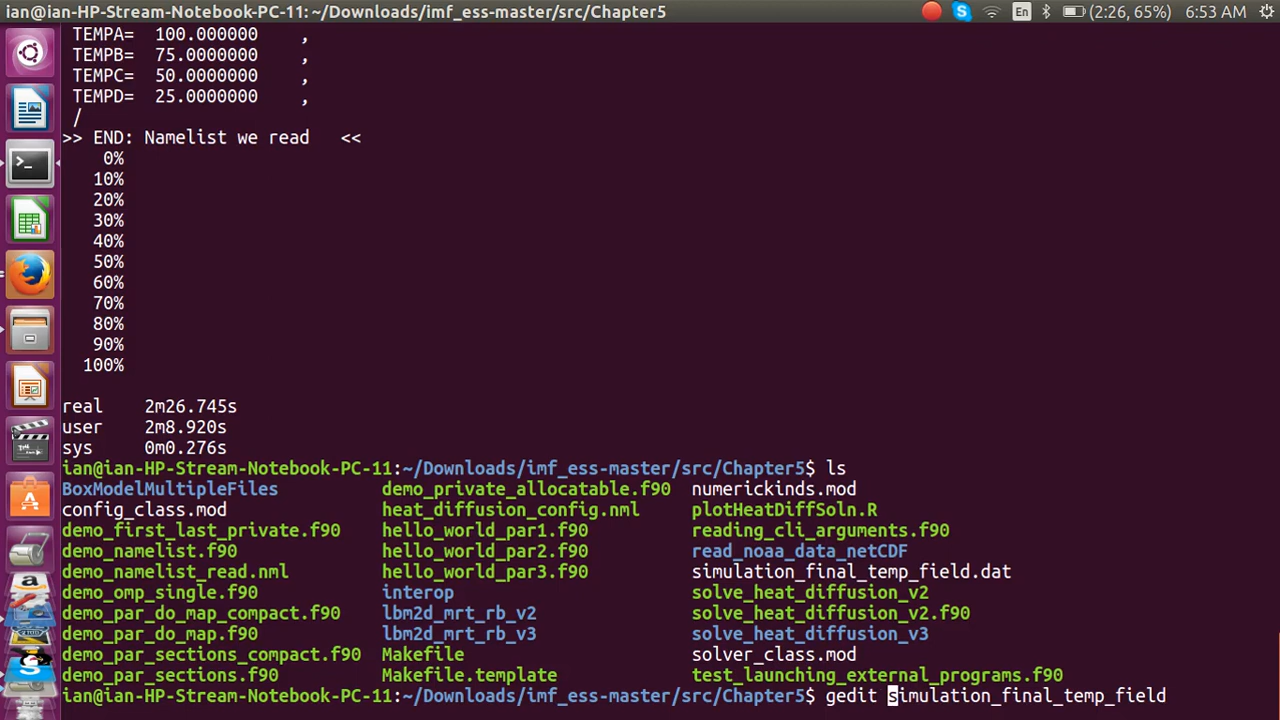 ian@ian-HP-Stream-Notebook-PC-11: ~/Downloads/imf_ess-master/src/Chapter5 En (2:26, 65%) 6:53 AM
TEMPA= 100.000000 ,
TEMPB= 75.0000000 ,
TEMPC= 50.0000000 ,
TEMPD= 25.0000000 ,
/
>> END: Namelist we read <<
0%
10%
20%
30%
40%
50%
60%
70%
80%
90%
100%
real 2m26.745s
user 2m8.920s
sys 0m0.276s
ian@ian-HP-Stream-Notebook-PC-11:~/Downloads/imf_ess-master/src/Chapter5$ ls
BoxModelMultipleFiles demo_private_allocatable.f90 numerickinds.mod
config_class.mod heat_diffusion_config.nml plotHeatDiffSoln.R
demo_first_last_private.f90 hello_world_par1.f90 reading_cli_arguments.f90
demo_namelist.f90 hello_world_par2.f90 read_noaa_data_netCDF
demo_namelist_read.nml hello_world_par3.f90 simulation_final_temp_field.dat
demo_omp_single.f90 interop solve_heat_diffusion_v2
demo_par_do_map_compact.f90 lbm2d_mrt_rb_v2 solve_heat_diffusion_v2.f90
demo_par_do_map.f90 lbm2d_mrt_rb_v3 solve_heat_diffusion_v3
demo_par_sections_compact.f90 Makefile solver_class.mod
demo_par_sections.f90 Makefile.template test_launching_external_programs.f90
ian@ian-HP-Stream-Notebook-PC-11:~/Downloads/imf_ess-master/src/Chapter5$ gedit simulation_final_temp_field